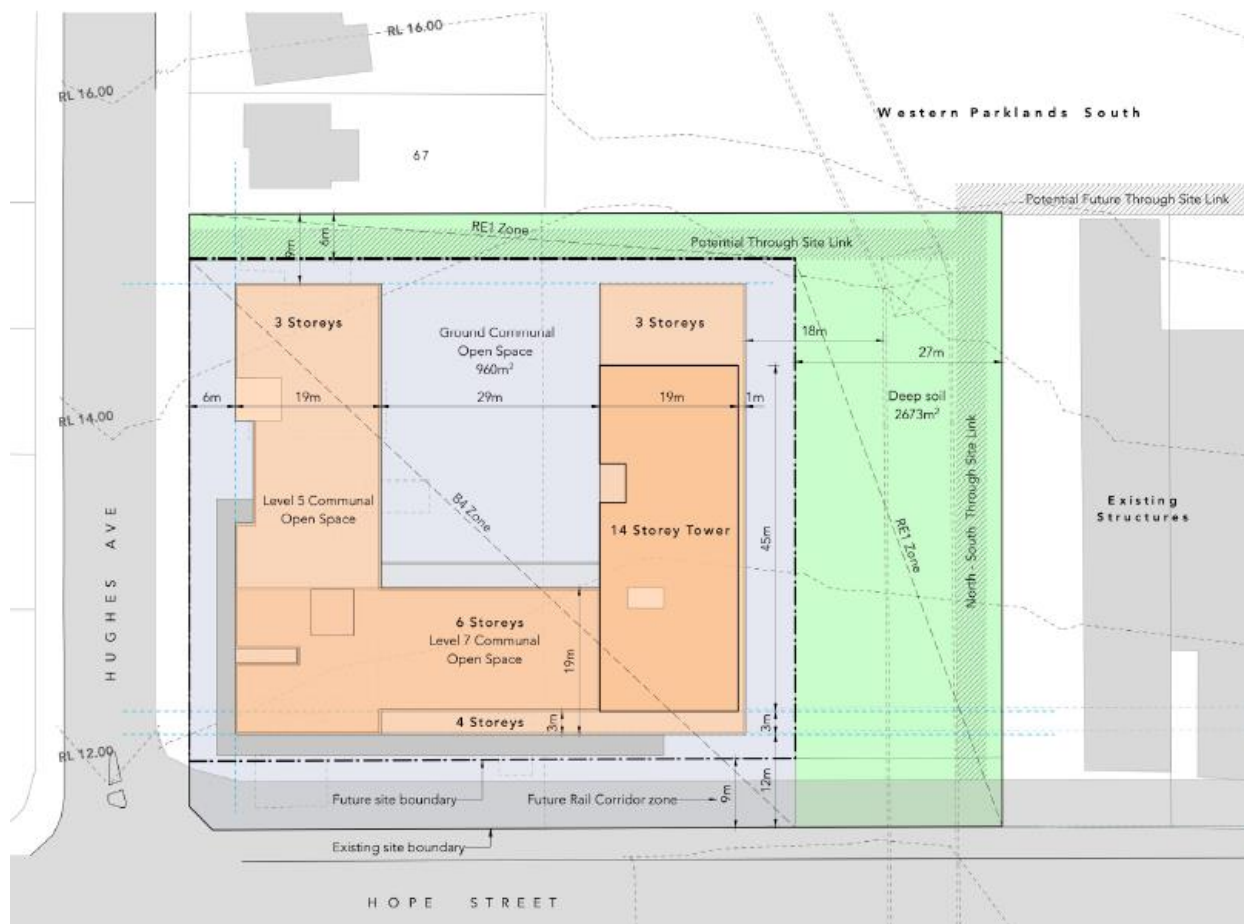 RL 16.00
RL 16.00
Western Parklands South
67
Potential Future Through Site Link
RE1 Zone
Potential Through Site Link
9m
6m
3 Storeys
Ground Communal
Open Space
960m²
3 Storeys
18m
27m
6m
19m
29m
19m
1m
Deep soil
2673m²
RL 14.00
Level 5 Communal
Open Space
B4 Zone
14 Storey Tower
45m
RE1 Zone
North - South Through Site Link
Existing
Structures
HUGHES AVE
6 Storeys
Level 7 Communal
Open Space
19m
4 Storeys
3m
3m
RL 12.00
12m
9m
Future site boundary
Future Rail Corridor zone
Existing site boundary
HOPE STREET